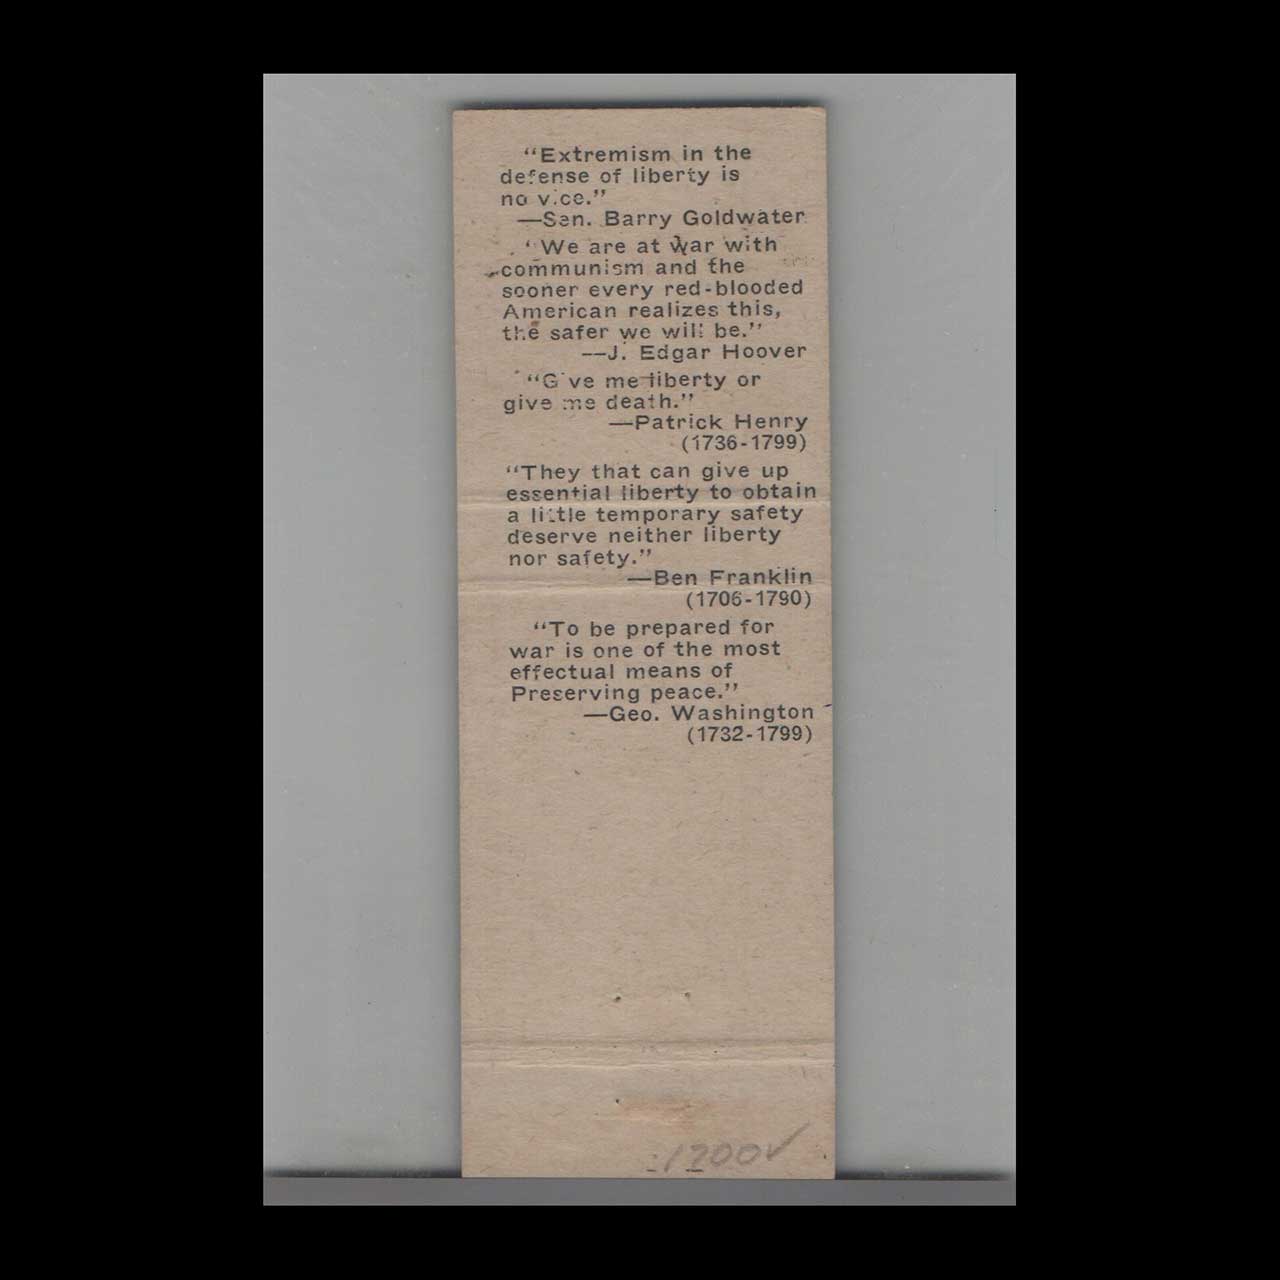 “Extremism in the
defense of liberty is
no vice.”
—Sen. Barry Goldwater
“We are at war with
communism and the
sooner every red-blooded
American realizes this,
the safer we will be.”
—J. Edgar Hoover
“Give me liberty or
give me death.”
—Patrick Henry
(1736-1799)
“They that can give up
essential liberty to obtain
a little temporary safety
deserve neither liberty
nor safety.”
—Ben Franklin
(1706-1790)
“To be prepared for
war is one of the most
effectual means of
Preserving peace.”
—Geo. Washington
(1732-1799)